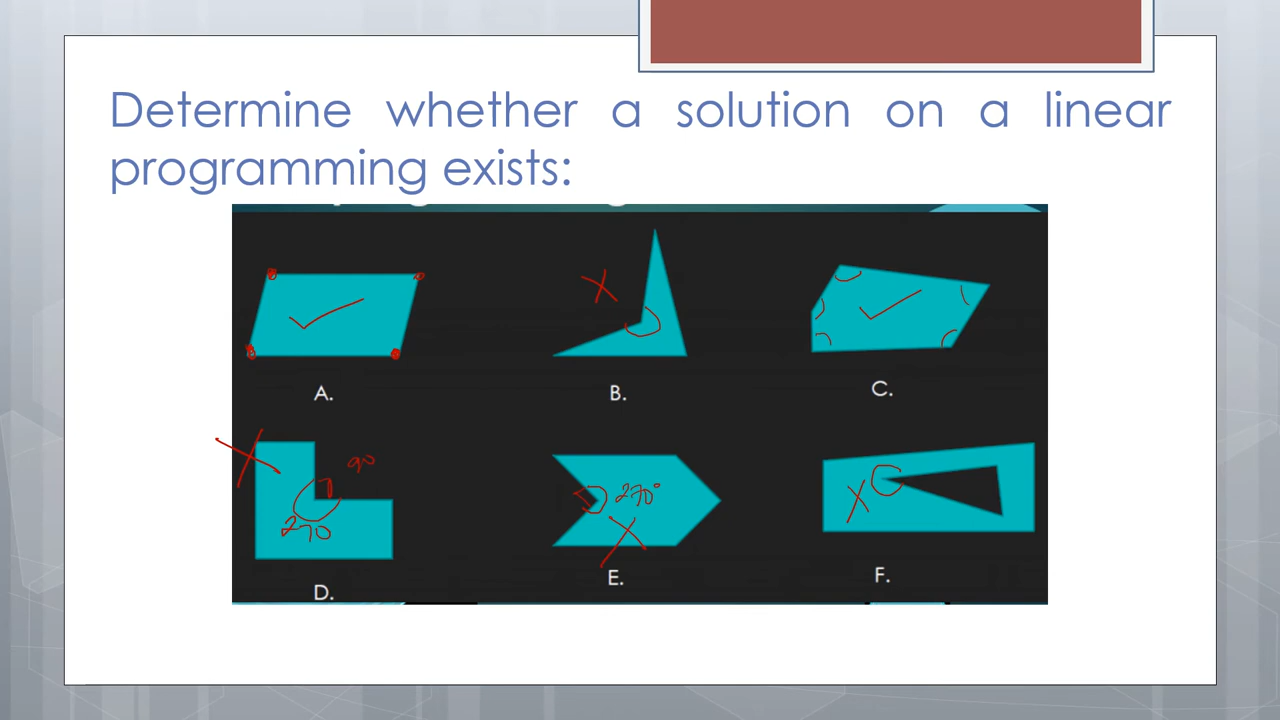 Determine whether a solution on a linear
programming exists:
A.
B.
C.
90
270
270°
D.
E.
F.